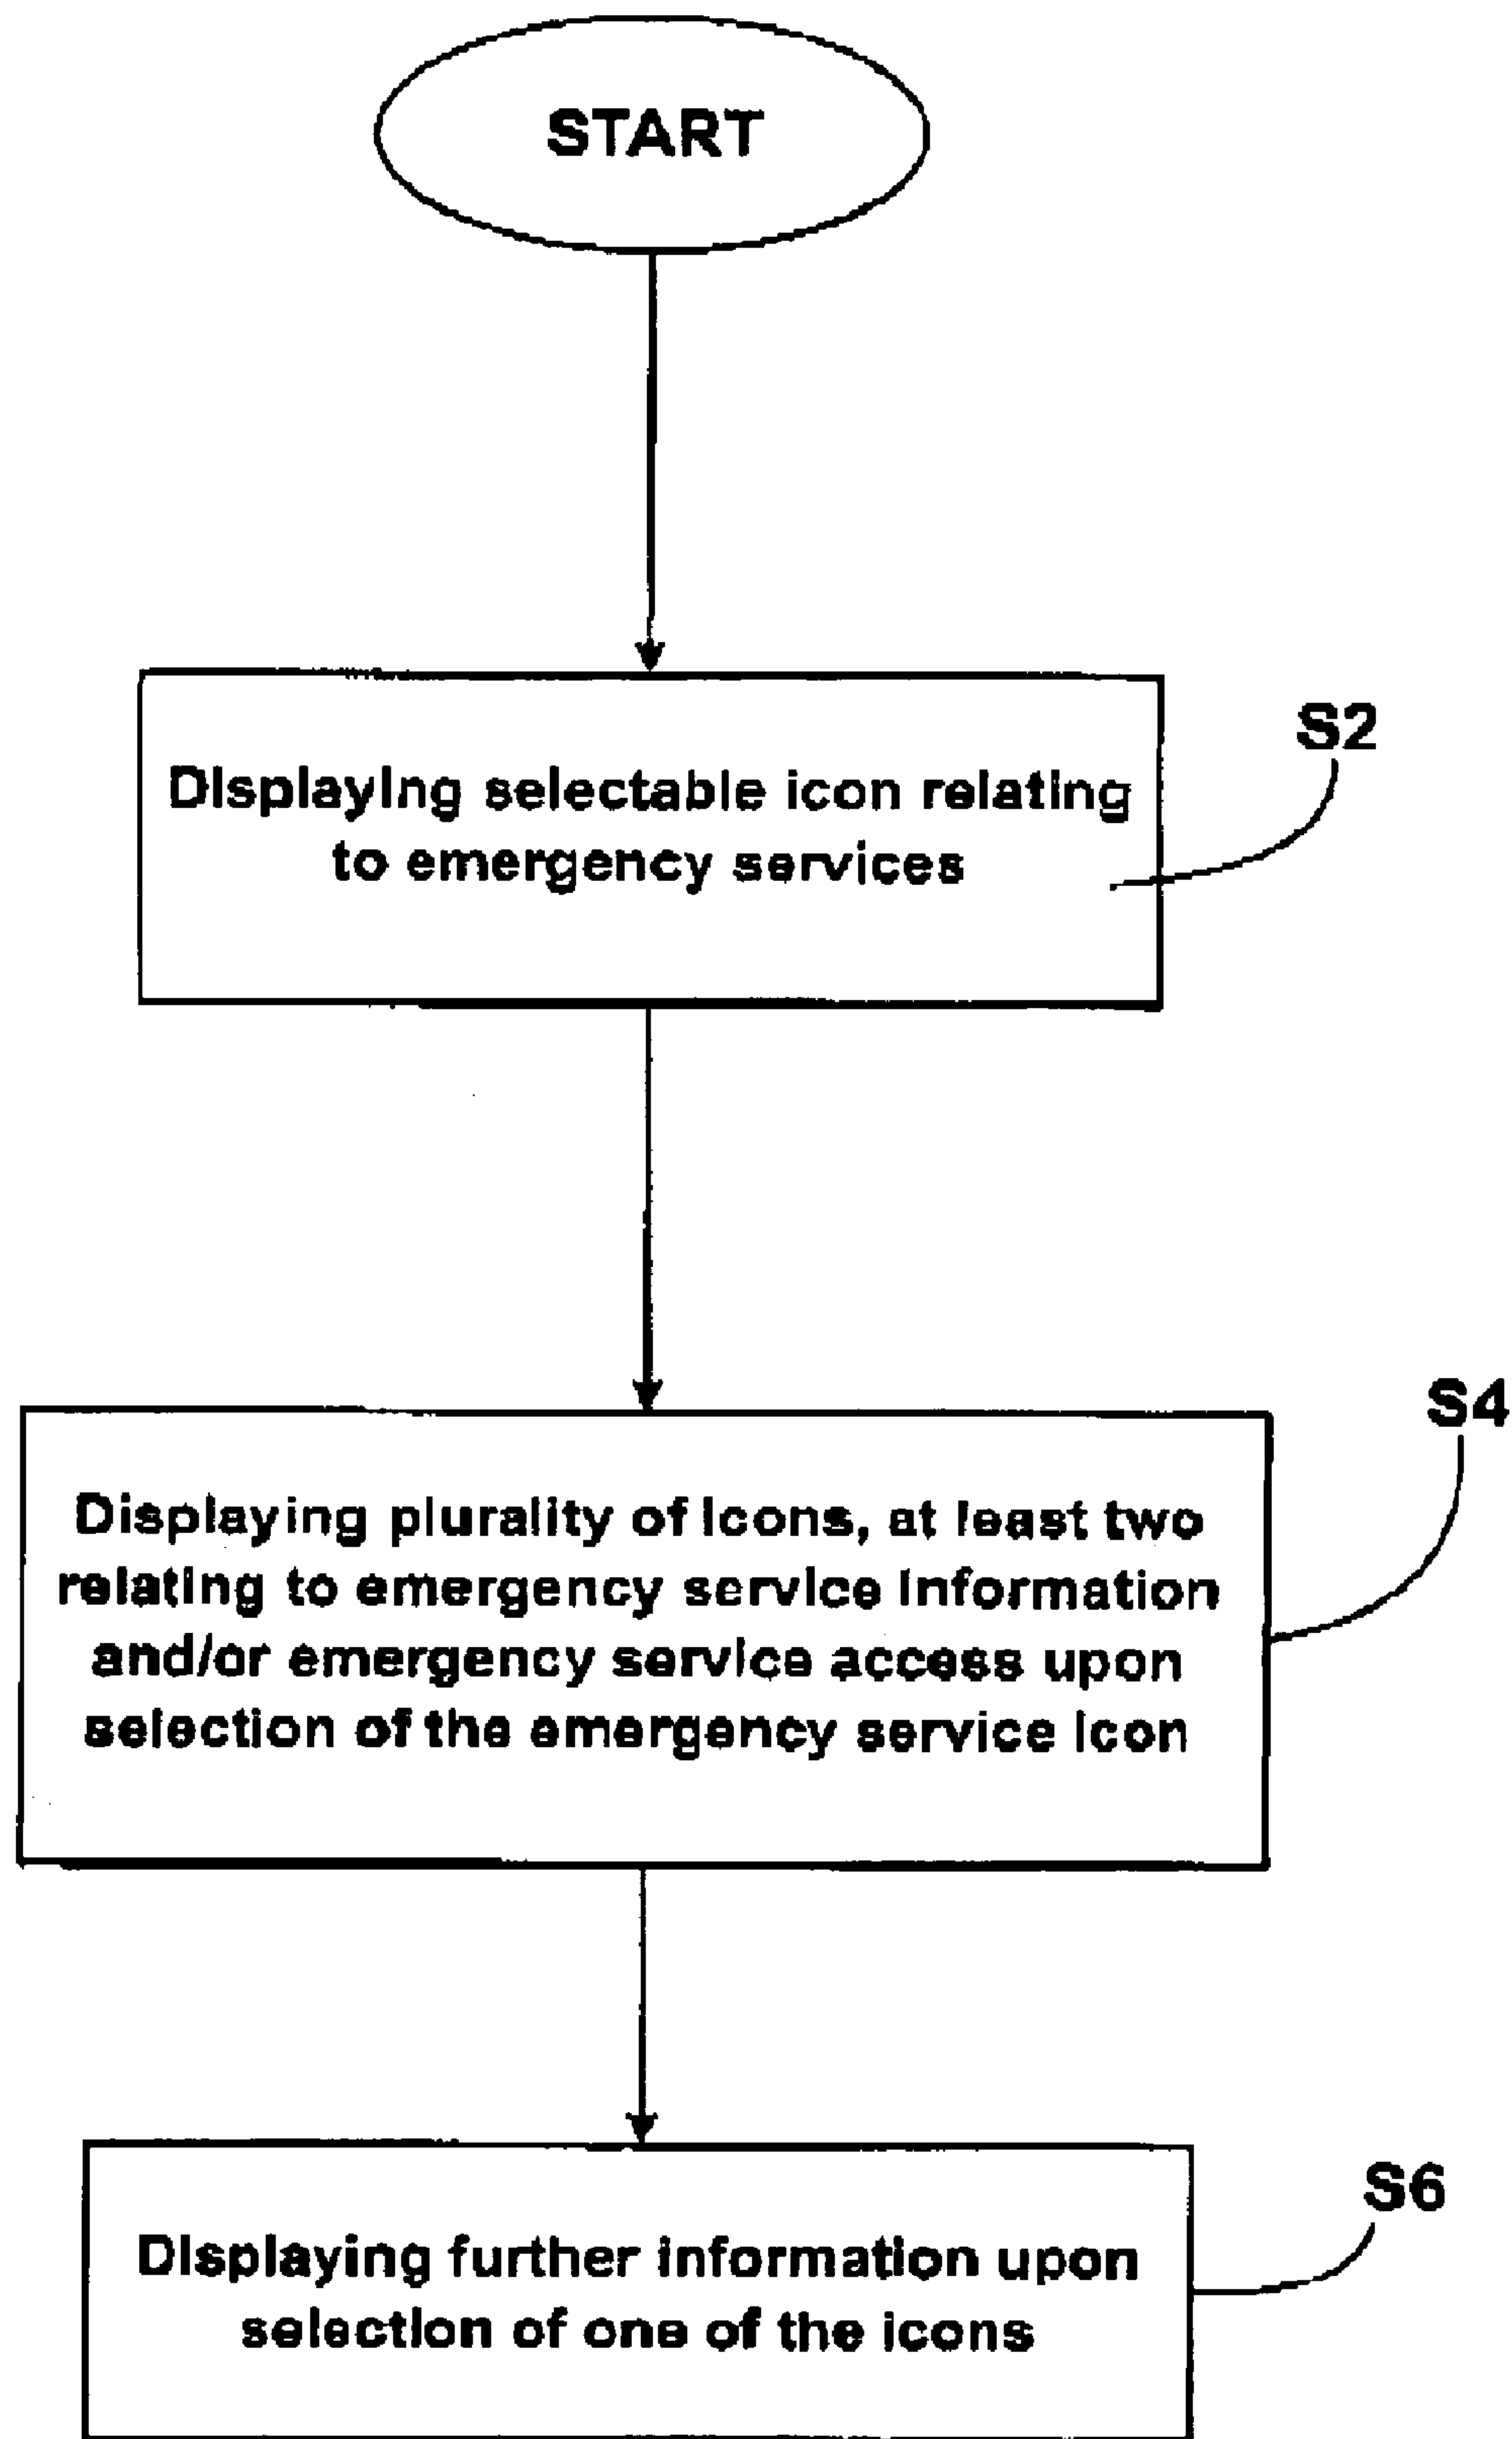 START
S2
Displaying selectable icon relating
to emergency services
S4
Displaying plurality of icons, at least two
relating to emergency service information
and/or emergency service access upon
selection of the emergency service icon
S6
Displaying further information upon
selection of one of the icons